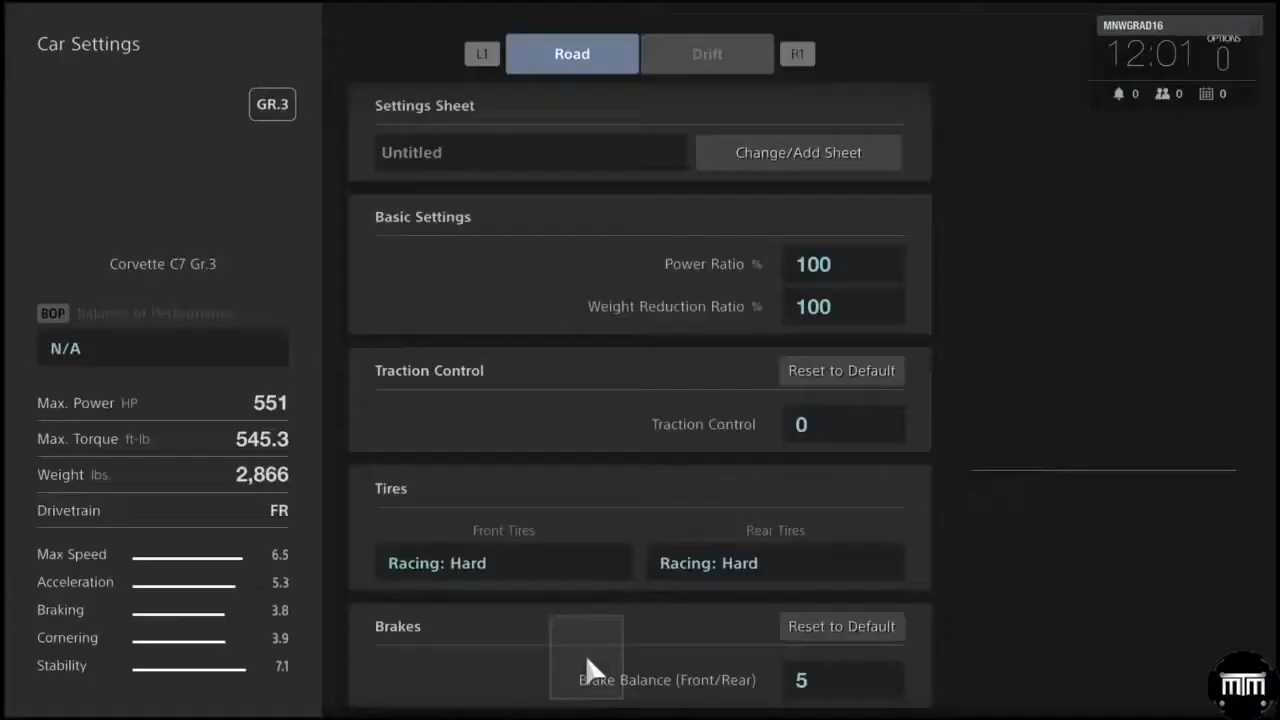 Car Settings
GR.3
Corvette C7 Gr.3
BOP Balance of Performance
N/A
Max. Power HP 551
Max. Torque ft-lb 545.3
Weight lbs. 2,866
Drivetrain FR
Max Speed 6.5
Acceleration 5.3
Braking 3.8
Cornering 3.9
Stability 7.1
L1 Road Drift R1
Settings Sheet
Untitled Change/Add Sheet
Basic Settings
Power Ratio % 100
Weight Reduction Ratio % 100
Traction Control Reset to Default
Traction Control 0
Tires
Front Tires Rear Tires
Racing: Hard Racing: Hard
Brakes Reset to Default
Brake Balance (Front/Rear) 5
MNWGRAD16
12:01 OPTIONS
0 0 0
MTM